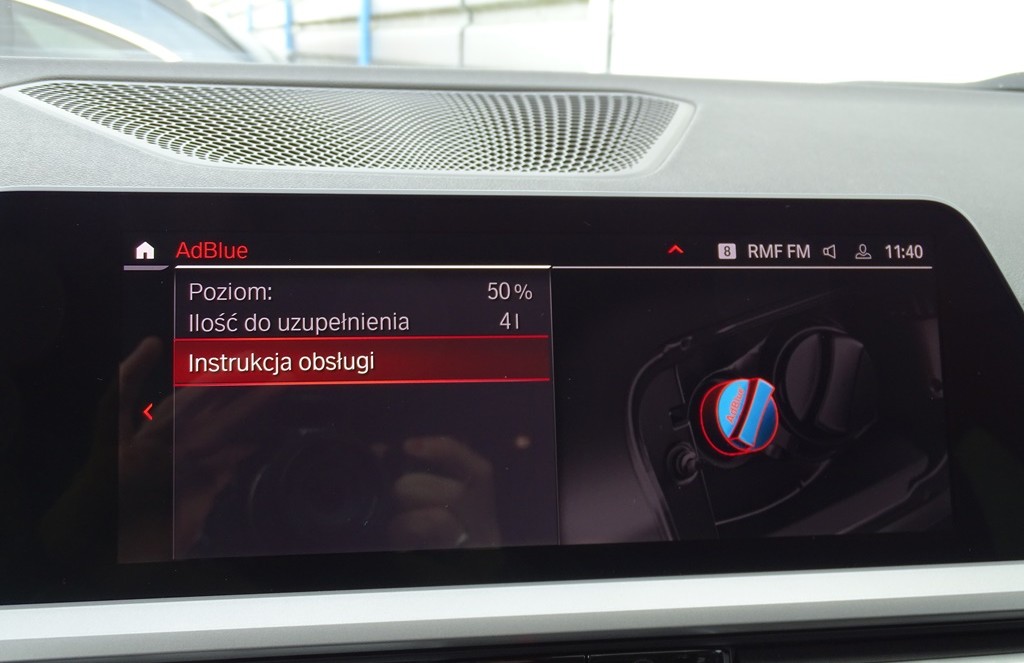 AdBlue
8 RMF FM 11:40
Poziom: 50 %
Ilość do uzupełnienia 4 l
Instrukcja obsługi
AdBlue